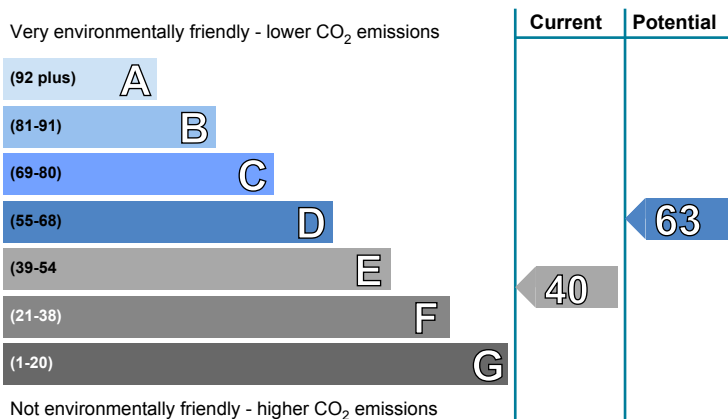 Very environmentally friendly - lower CO2 emissions
Current
Potential
(92 plus) A
(81-91) B
(69-80) C
(55-68) D
63
(39-54 E
40
(21-38) F
(1-20) G
Not environmentally friendly - higher CO2 emissions